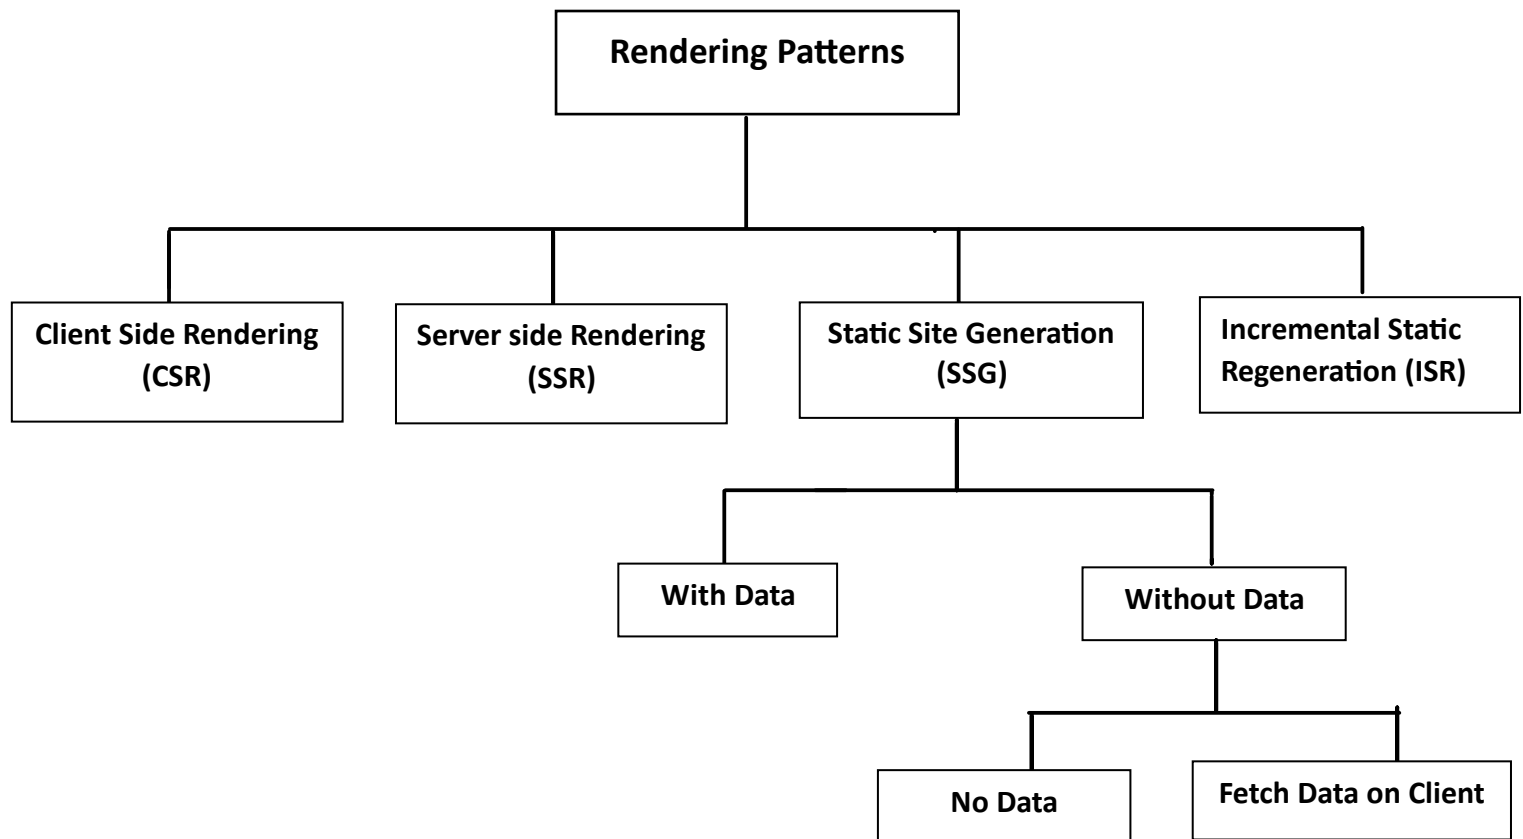 Rendering Patterns
Client Side Rendering
(CSR)
Server side Rendering
(SSR)
Static Site Generation
(SSG)
Incremental Static
Regeneration (ISR)
With Data
Without Data
No Data
Fetch Data on Client